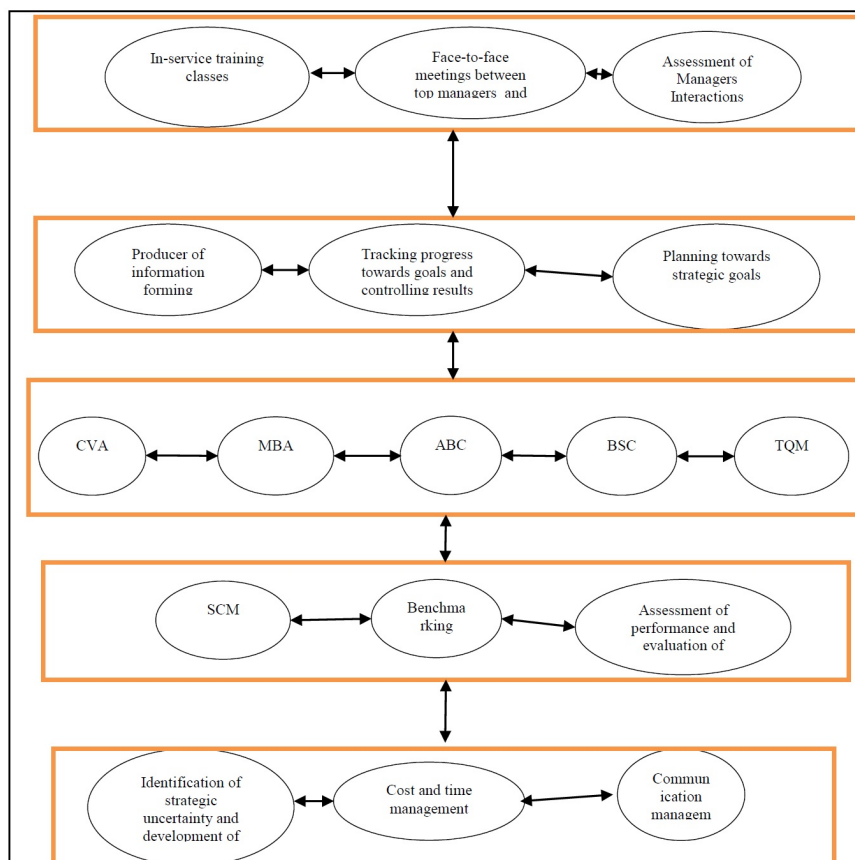 In-service training
classes
Face-to-face
meetings between
top managers and
Assessment of
Managers
Interactions
Producer of
information
forming
Tracking progress
towards goals and
controlling results
Planning towards
strategic goals
CVA
MBA
ABC
BSC
TQM
SCM
Benchma
rking
Assessment of
performance and
evaluation of
Identification of
strategic
uncertainty and
development of
Cost and time
management
Commun
ication
managem